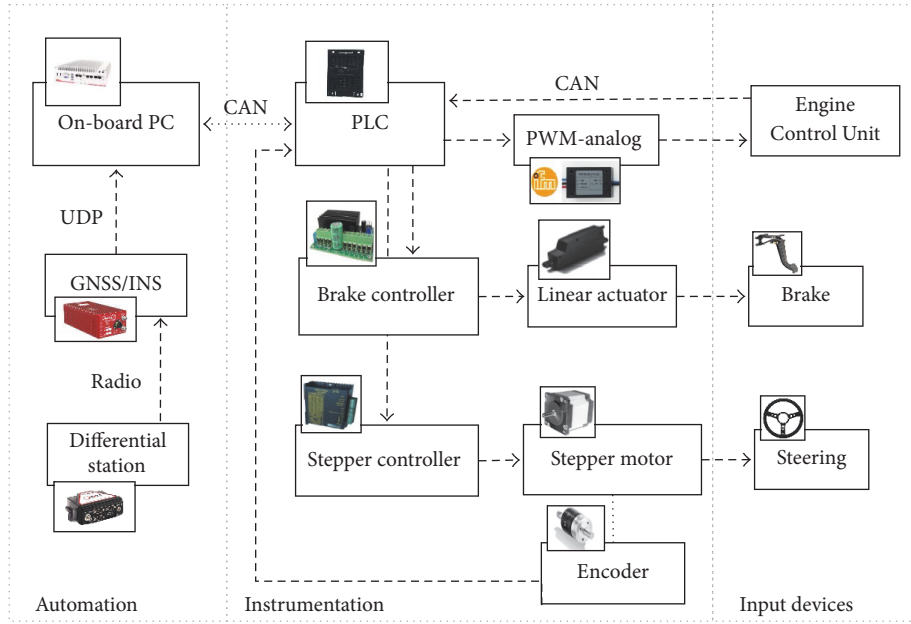 CAN
CAN
On-board PC
PLC
PWM-analog
Engine
Control Unit
ifm
UDP
GNSS/INS
Brake controller
Linear actuator
Brake
Radio
Differential
station
Stepper controller
Stepper motor
Steering
Encoder
Automation
Instrumentation
Input devices